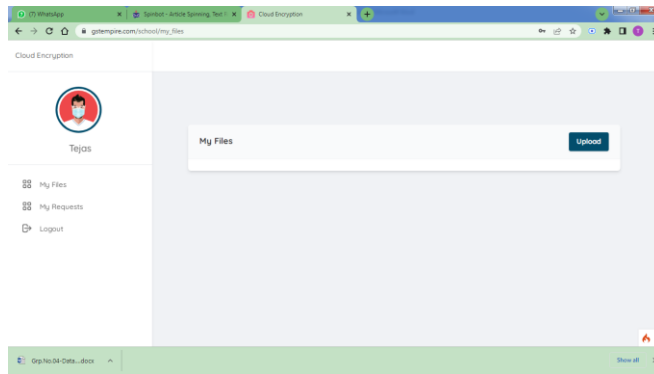 (7) WhatsApp
Spinbot - Article Spinning, Text
Cloud Encryption
gstempire.com/school/my_files
Cloud Encryption
Tejas
My Files
Upload
My Files
My Requests
Logout
Grp.No.04-Data....docx
Show all